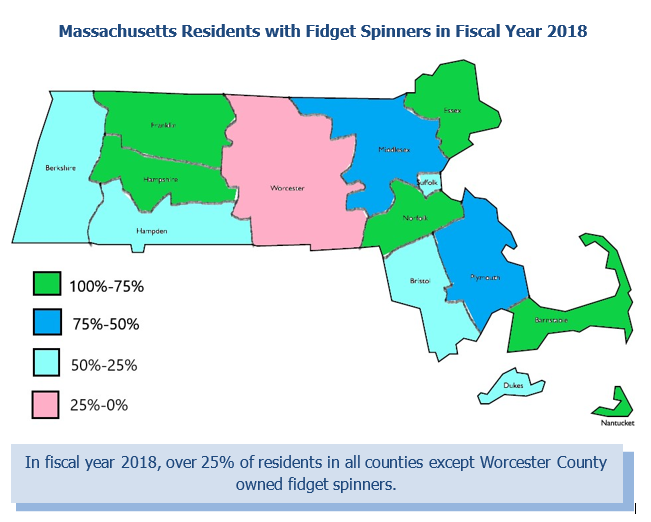 Massachusetts Residents with Fidget Spinners in Fiscal Year 2018
Essex
Franklin
Middlesex
Berkshire
Hampshire
Suffolk
Worcester
Norfolk
Hampden
Bristol
Plymouth
100%-75%
75%-50%
Barnstable
50%-25%
Dukes
25%-0%
Nantucket
In fiscal year 2018, over 25% of residents in all counties except Worcester County
owned fidget spinners.